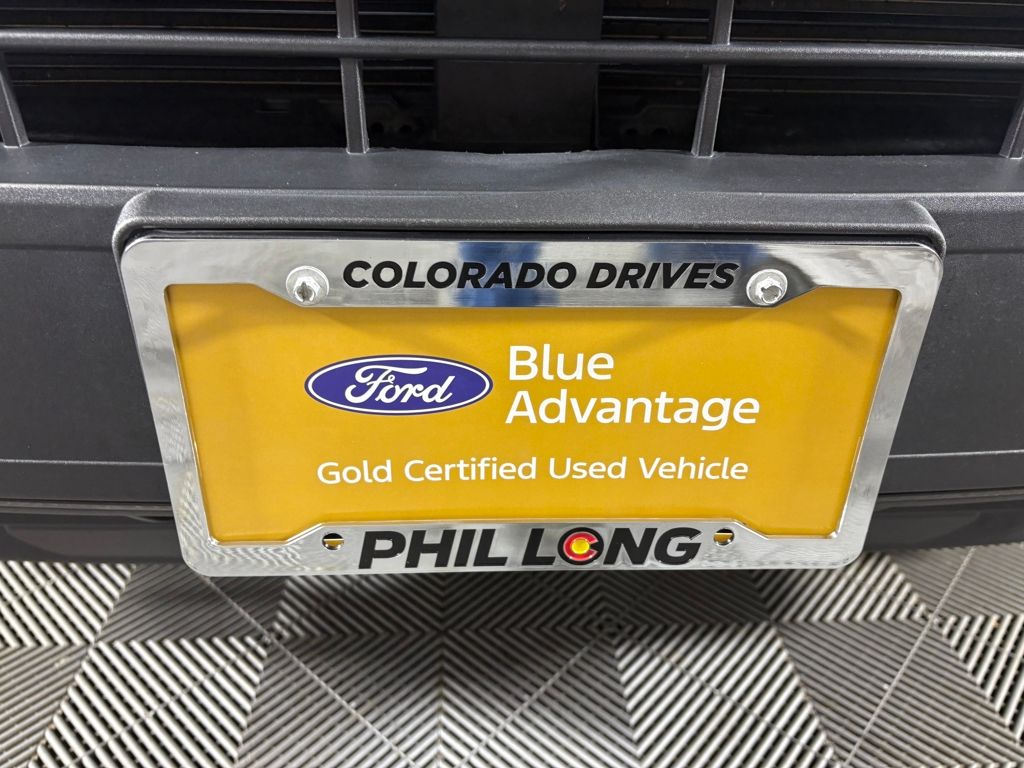 COLORADO DRIVES
Ford
Blue
Advantage
Gold Certified Used Vehicle
PHIL LONG